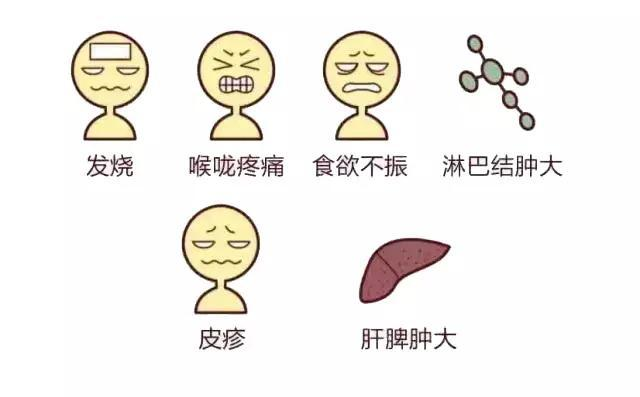 发烧
喉咙疼痛
食欲不振
淋巴结肿大
皮疹
肝脾肿大